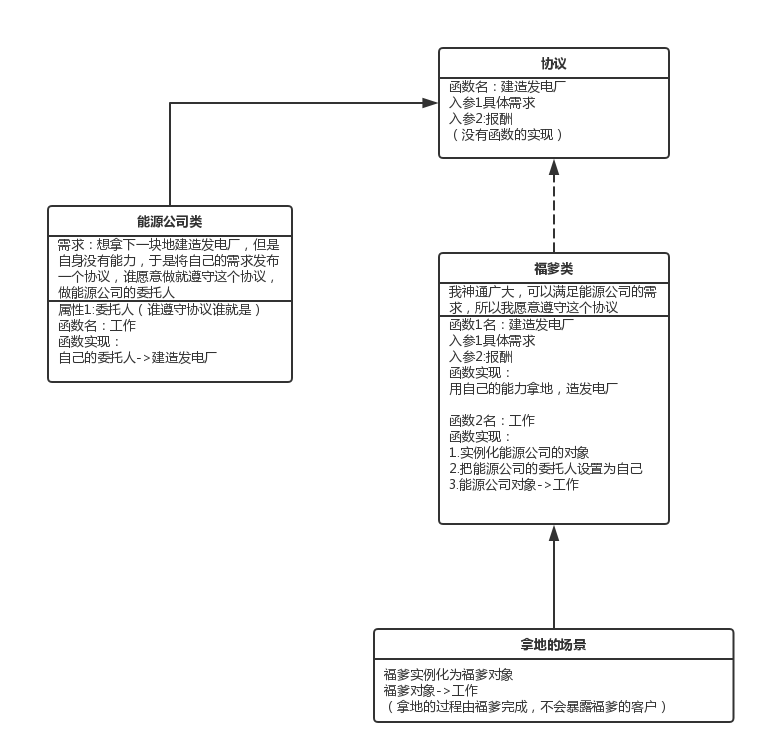 协议
函数名：建造发电厂
入参1具体需求
入参2:报酬
（没有函数的实现）
能源公司类
需求：想拿下一块地建造发电厂，但是
自身没有能力，于是将自己的需求发布
一个协议，谁愿意做就遵守这个协议，
做能源公司的委托人
属性1:委托人（谁遵守协议谁就是）
函数名：工作
函数实现：
自己的委托人->建造发电厂
福爹类
我神通广大，可以满足能源公司的需
求，所以我愿意遵守这个协议
函数1名：建造发电厂
入参1具体需求
入参2:报酬
函数实现：
用自己的能力拿地，造发电厂
函数2名：工作
函数实现：
1.实例化能源公司的对象
2.把能源公司的委托人设置为自己
3.能源公司对象->工作
拿地的场景
福爹实例化为福爹对象
福爹对象->工作
（拿地的过程由福爹完成，不会暴露福爹的客户）